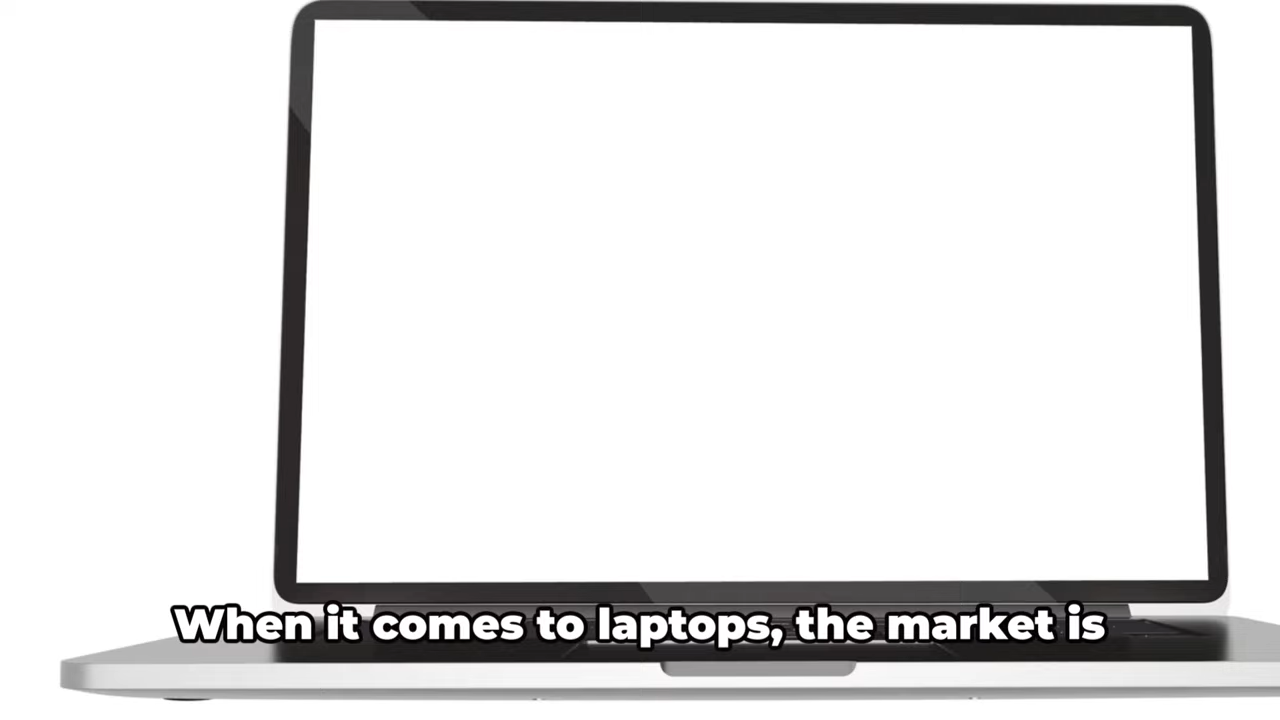 When it comes to laptops, the market is